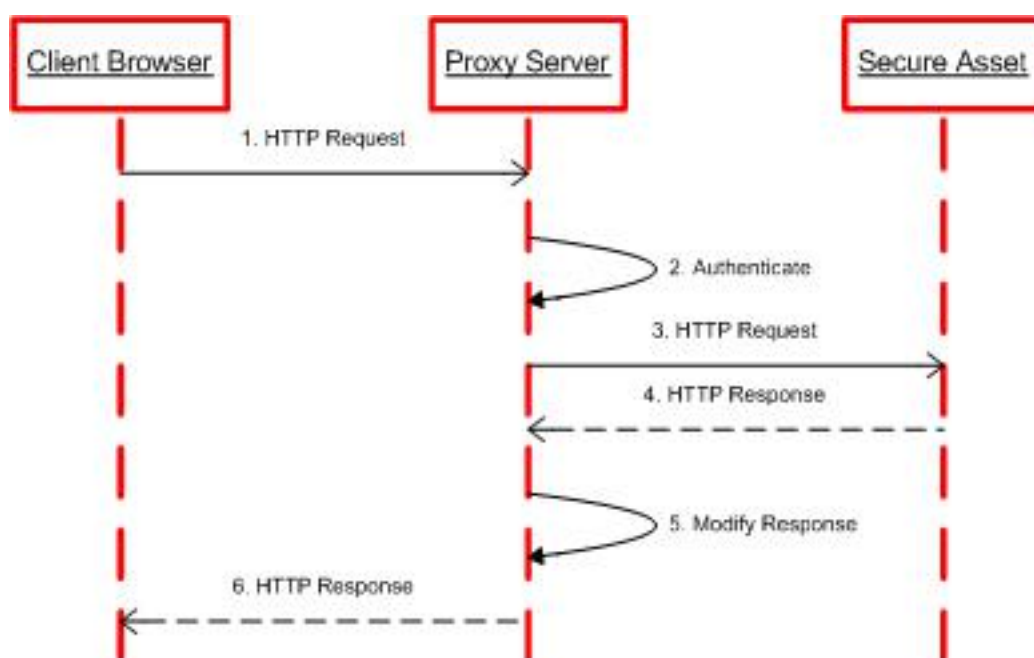 Client Browser
Proxy Server
Secure Asset
1. HTTP Request
2. Authenticate
3. HTTP Request
4. HTTP Response
5. Modify Response
6. HTTP Response